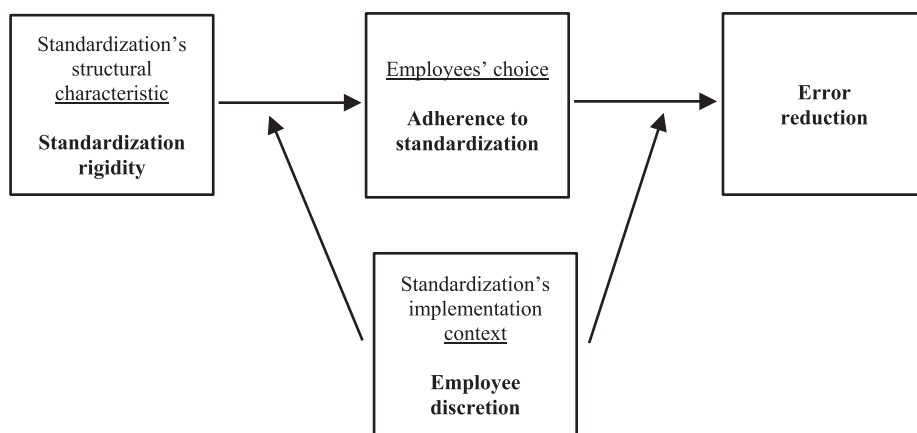 Standardization's
structural
characteristic
Standardization
rigidity
Employees' choice
Adherence to
standardization
Error
reduction
Standardization's
implementation
context
Employee
discretion